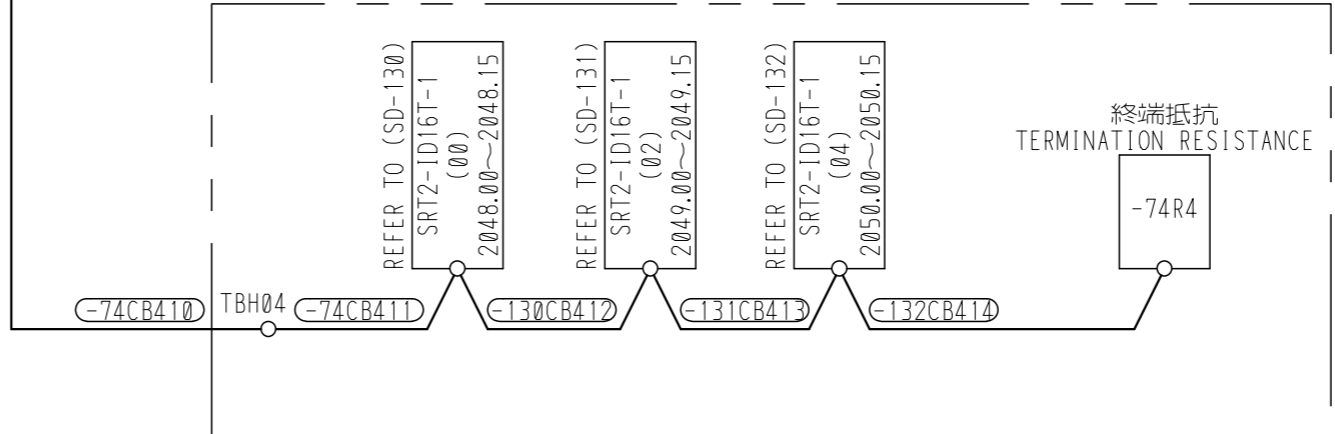 REFER TO (SD-130)
SRT2-ID16T-1
(00)
2048.00～2048.15
REFER TO (SD-131)
SRT2-ID16T-1
(02)
2049.00～2049.15
REFER TO (SD-132)
SRT2-ID16T-1
(04)
2050.00～2050.15
終端抵抗
TERMINATION RESISTANCE
-74R4
-74CB410
TBH04
-74CB411
-130CB412
-131CB413
-132CB414